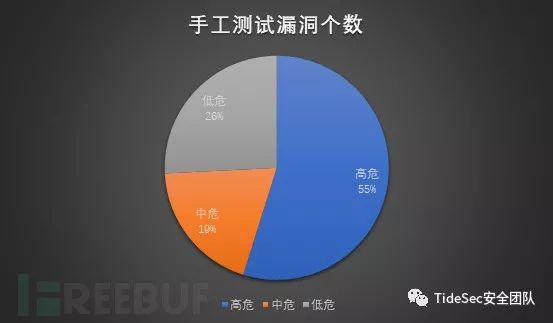 手工测试漏洞个数
低危
26%
高危
55%
中危
19%
高危 中危 低危
FREEBUF
TideSec安全团队